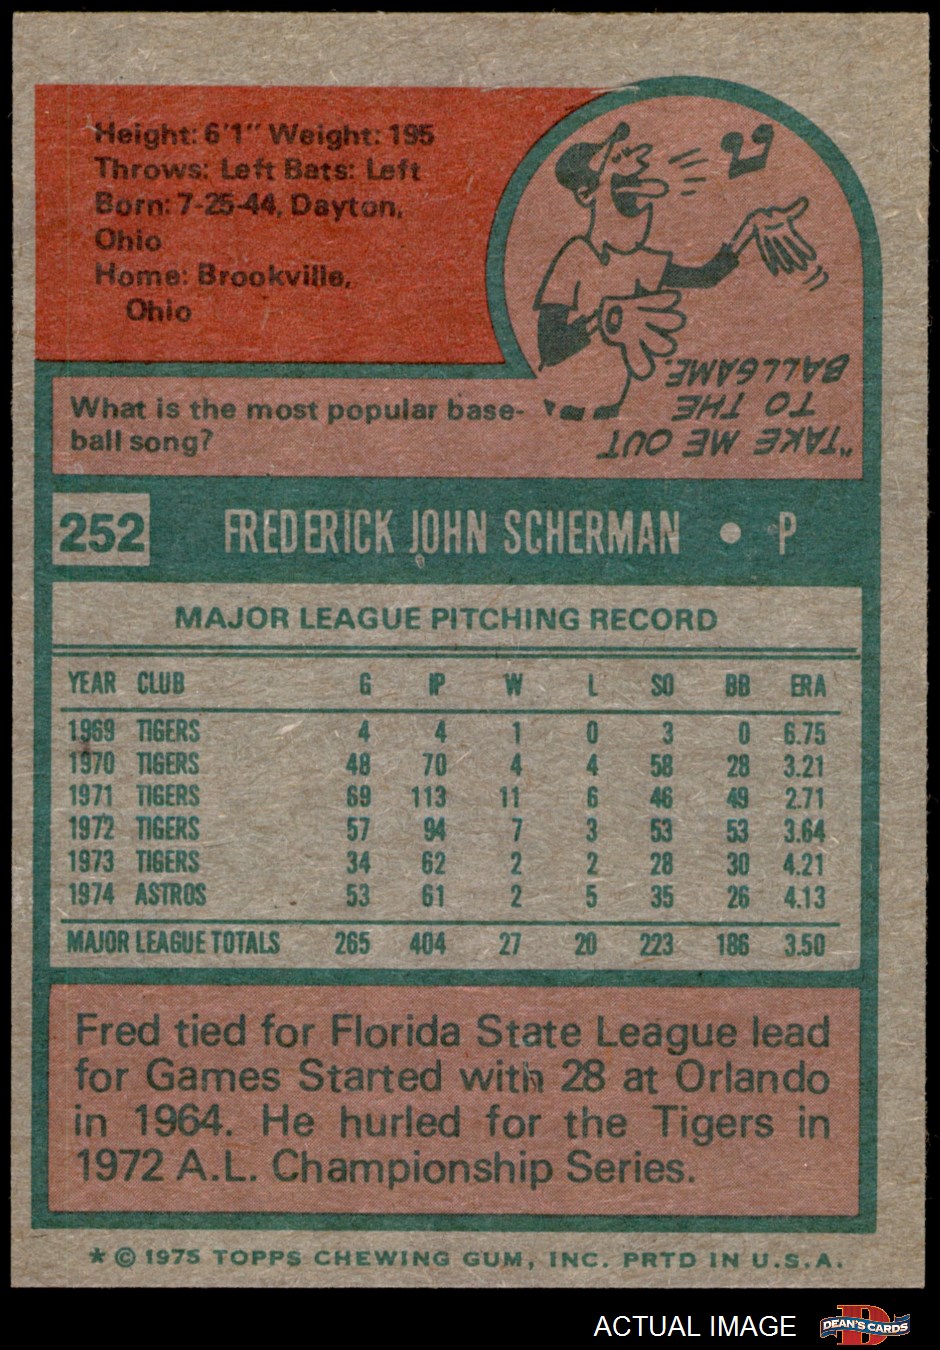 Height: 6'1" Weight: 195
Throws: Left Bats: Left
Born: 7-25-44, Dayton,
Ohio
Home: Brookville,
Ohio
What is the most popular base-
ball song?
"TAKE ME OUT
TO THE
BALLGAME.
252 FREDERICK JOHN SCHERMAN • P
MAJOR LEAGUE PITCHING RECORD
YEAR CLUB G IP W L SO BB ERA
1969 TIGERS 4 4 1 0 3 0 6.75
1970 TIGERS 48 70 4 4 58 28 3.21
1971 TIGERS 69 113 11 6 46 49 2.71
1972 TIGERS 57 94 7 3 53 53 3.64
1973 TIGERS 34 62 2 2 28 30 4.21
1974 ASTROS 53 61 2 5 35 26 4.13
MAJOR LEAGUE TOTALS 265 404 27 20 223 186 3.50
Fred tied for Florida State League lead
for Games Started with 28 at Orlando
in 1964. He hurled for the Tigers in
1972 A.L. Championship Series.
* © 1975 TOPPS CHEWING GUM, INC. PRTD IN U.S.A.
ACTUAL IMAGE
DEAN'S CARDS